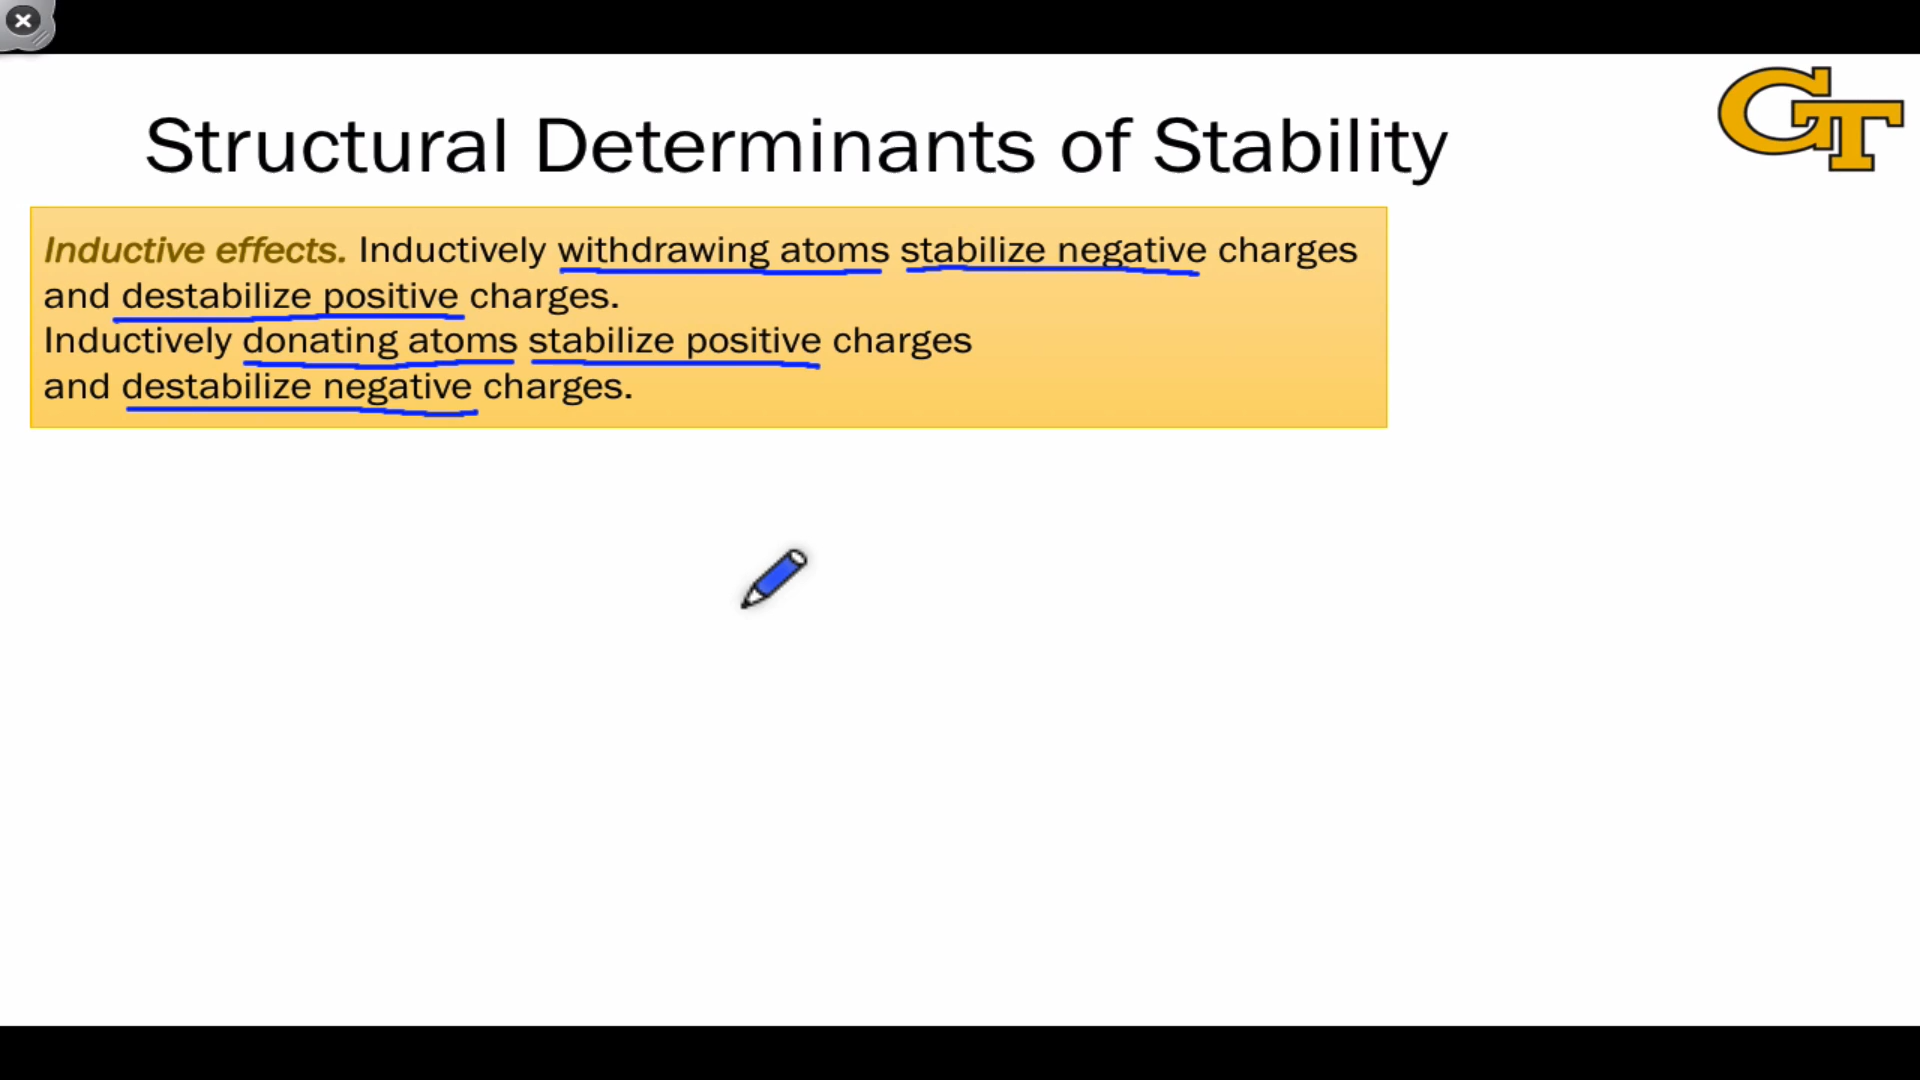 GT
Structural Determinants of Stability
Inductive effects. Inductively withdrawing atoms stabilize negative charges
and destabilize positive charges.
Inductively donating atoms stabilize positive charges
and destabilize negative charges.